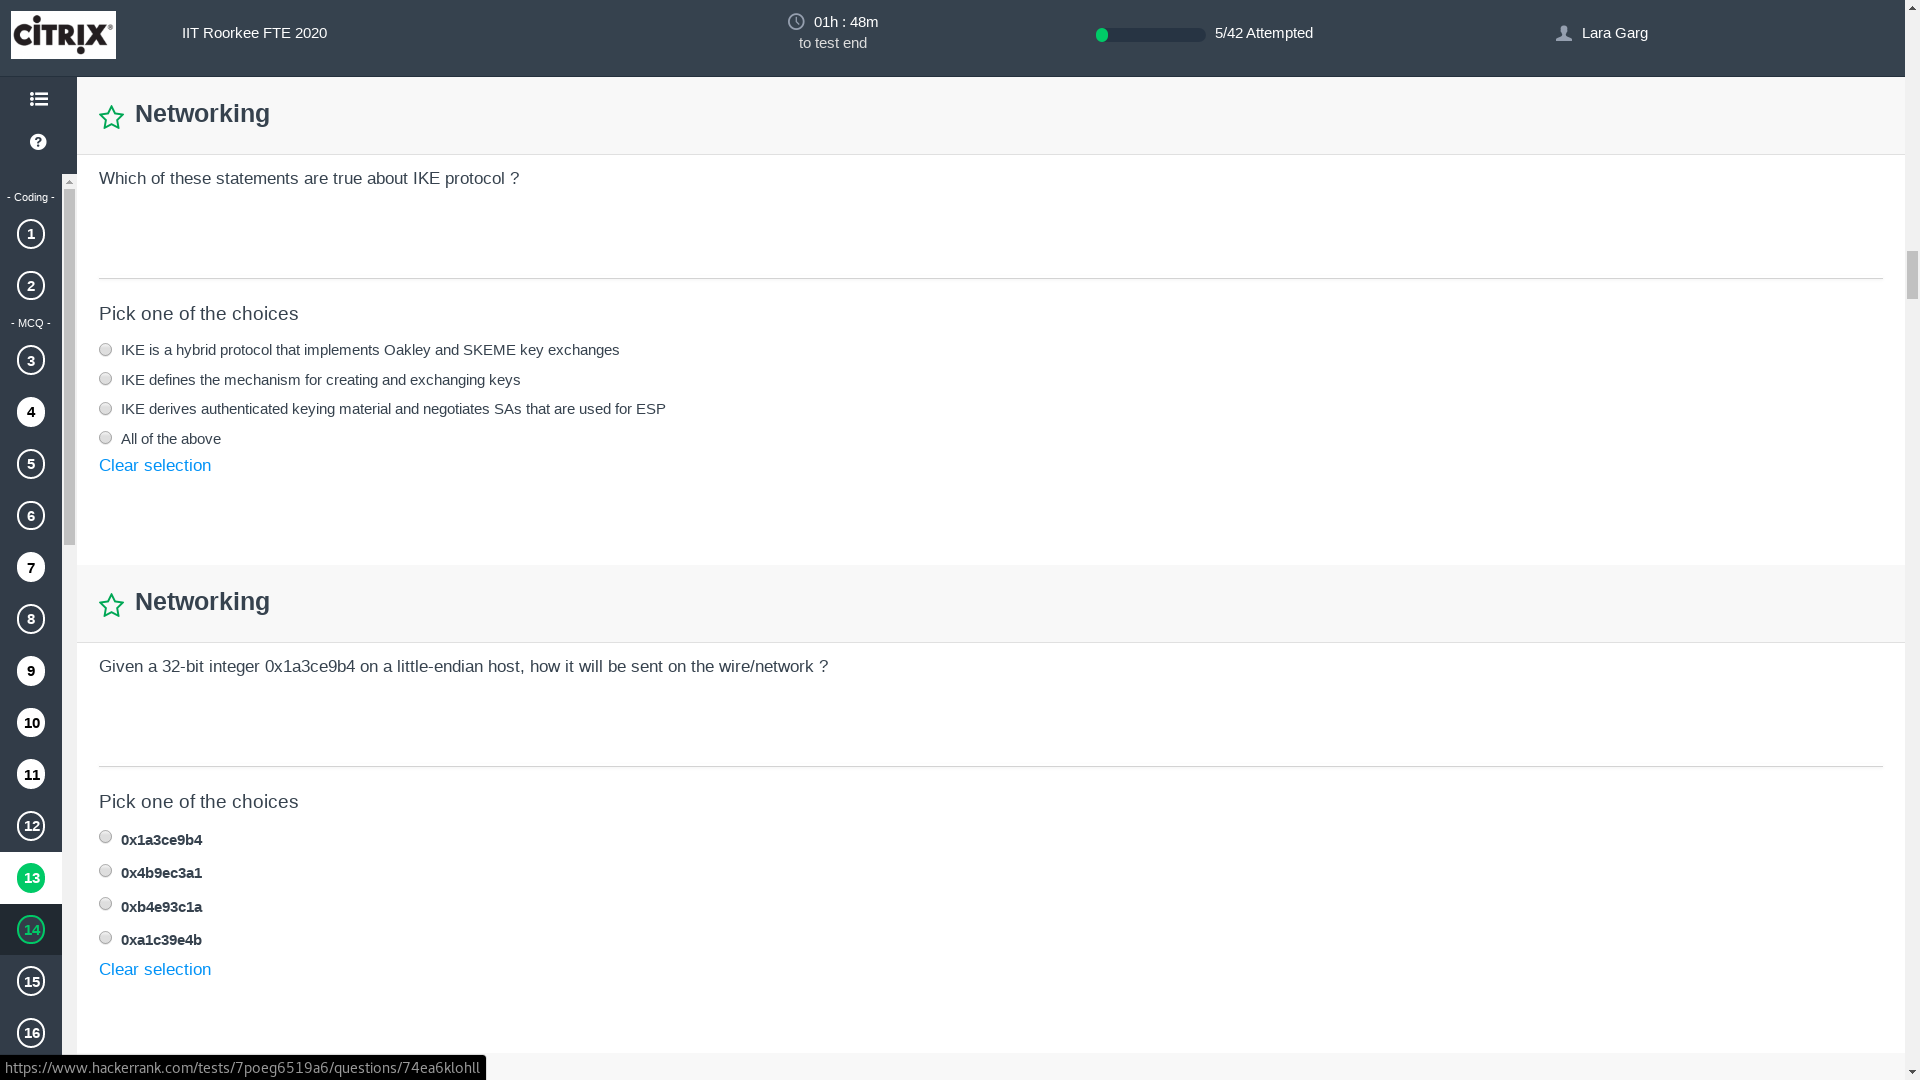 CITRIX®
IIT Roorkee FTE 2020
01h : 48m
to test end
5/42 Attempted
Lara Garg
- Coding -
1
2
- MCQ -
3
4
5
6
7
8
9
10
11
12
13
14
15
16
Networking
Which of these statements are true about IKE protocol ?
Pick one of the choices
IKE is a hybrid protocol that implements Oakley and SKEME key exchanges
IKE defines the mechanism for creating and exchanging keys
IKE derives authenticated keying material and negotiates SAs that are used for ESP
All of the above
Clear selection
Networking
Given a 32-bit integer 0x1a3ce9b4 on a little-endian host, how it will be sent on the wire/network ?
Pick one of the choices
0x1a3ce9b4
0x4b9ec3a1
0xb4e93c1a
0xa1c39e4b
Clear selection
https://www.hackerrank.com/tests/7poeg6519a6/questions/74ea6klohll